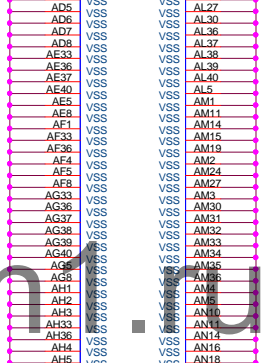 AD5 VSS VSS AL27
AD6 VSS VSS AL30
AD7 VSS VSS AL36
AD8 VSS VSS AL37
AE33 VSS VSS AL38
AE36 VSS VSS AL39
AE37 VSS VSS AL40
AE40 VSS VSS AL5
AE5 VSS VSS AM1
AE8 VSS VSS AM11
AF1 VSS VSS AM14
AF33 VSS VSS AM15
AF36 VSS VSS AM19
AF4 VSS VSS AM2
AF5 VSS VSS AM24
AF8 VSS VSS AM27
AG33 VSS VSS AM3
AG36 VSS VSS AM30
AG37 VSS VSS AM31
AG38 VSS VSS AM32
AG39 VSS VSS AM33
AG40 VSS VSS AM34
AG5 VSS VSS AM35
AG8 VSS VSS AM36
AH1 VSS VSS AM4
AH2 VSS VSS AM5
AH3 VSS VSS AN10
AH33 VSS VSS AN11
AH36 VSS VSS AN14
AH4 VSS VSS AN16
AH5 VSS VSS AN18
1.ru